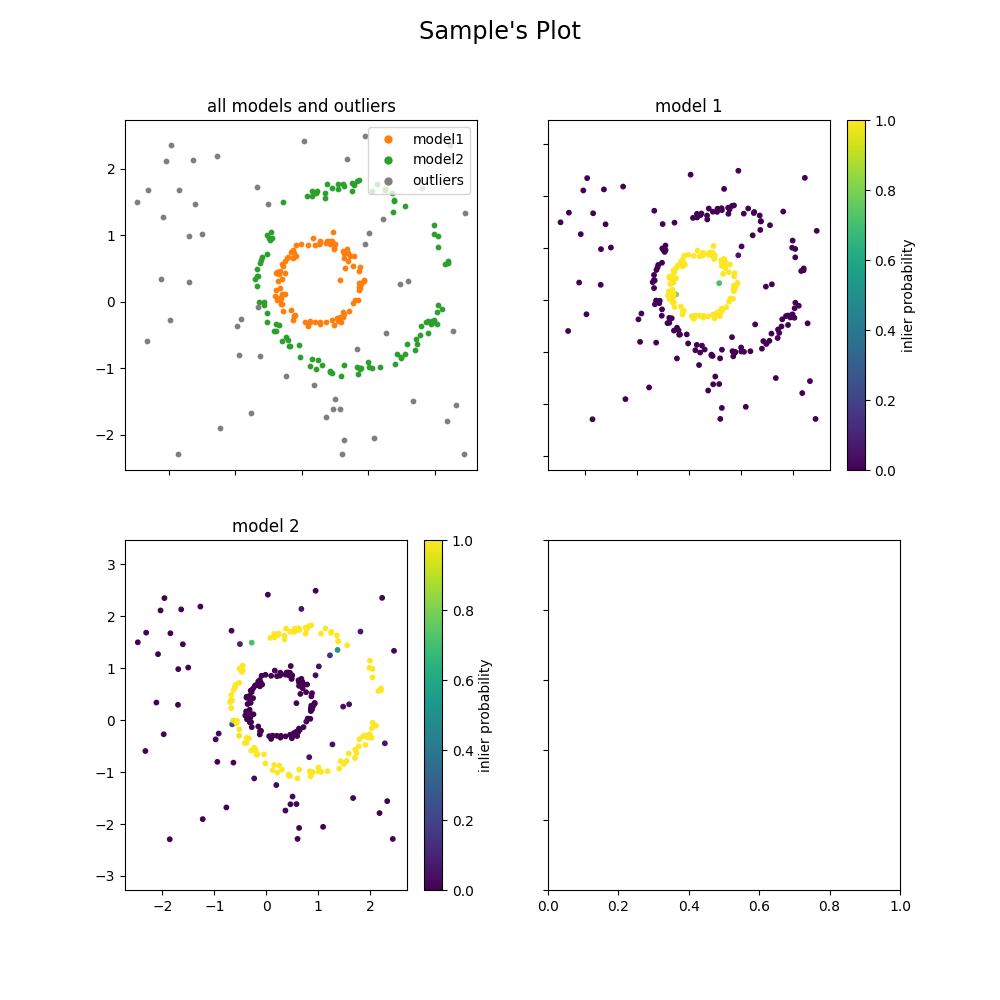 Sample's Plot
all models and outliers
model1
model2
outliers
2
1
0
−1
−2
model 1
1.0
0.8
0.6
0.4
0.2
0.0
inlier probability
model 2
3
2
1
0
−1
−2
−3
−2 −1 0 1 2
1.0
0.8
0.6
0.4
0.2
0.0
inlier probability
0.0 0.2 0.4 0.6 0.8 1.0